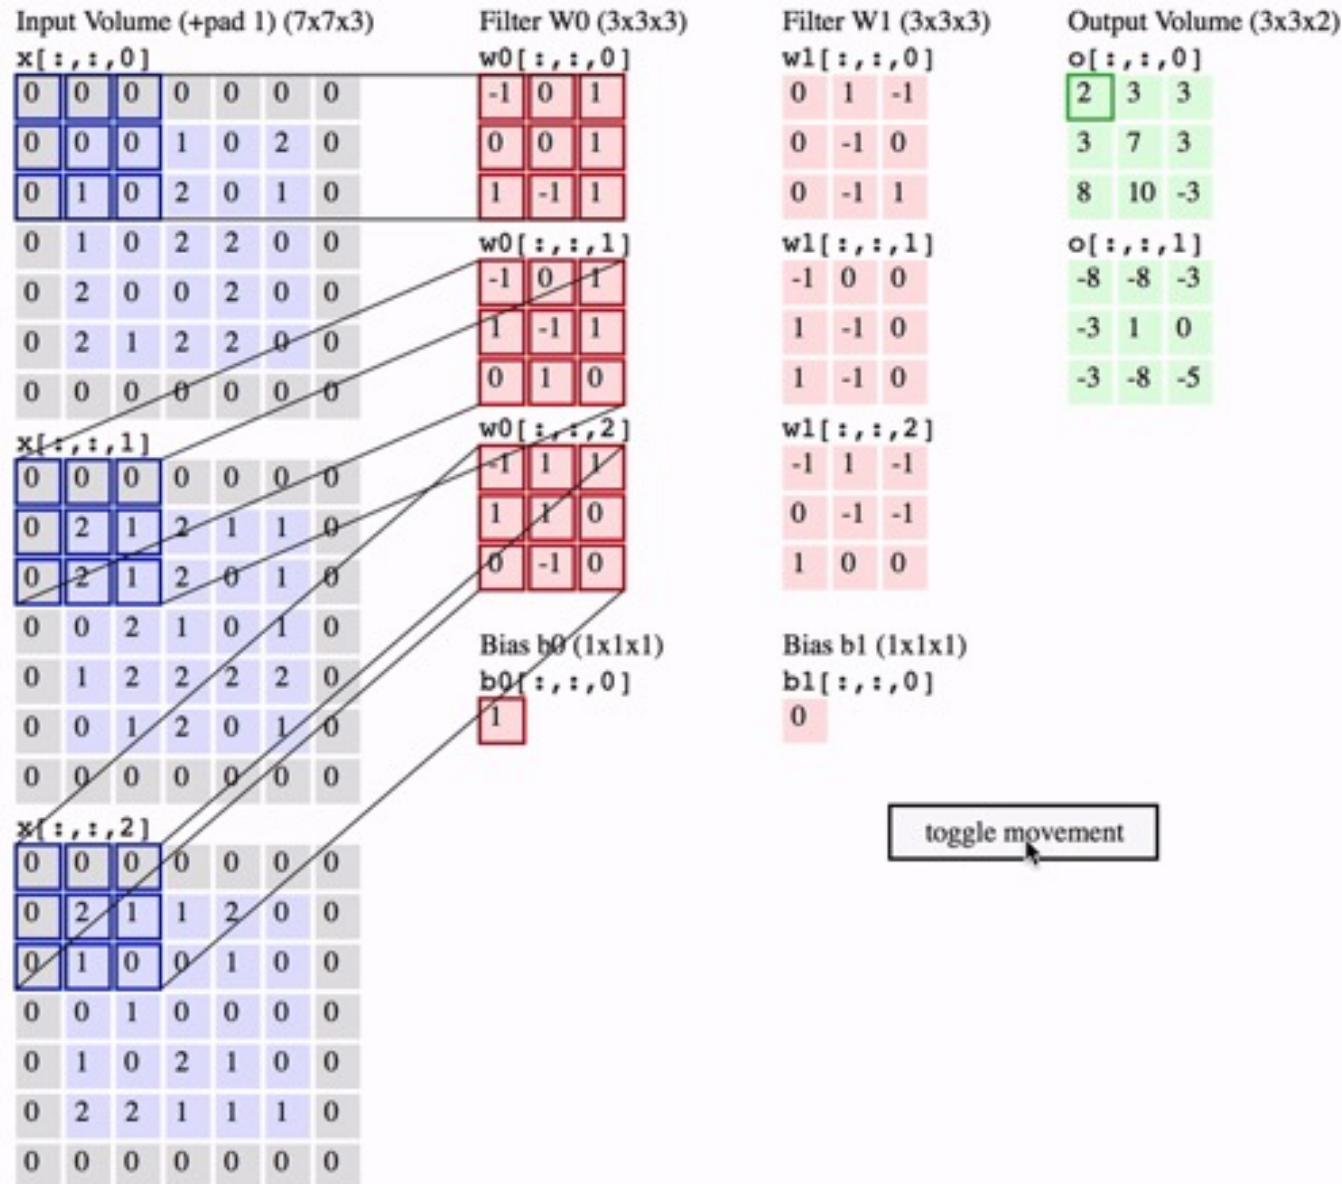 Input Volume (+pad 1) (7x7x3)
x[:,:,0]
0 0 0 0 0 0 0
0 0 0 1 0 2 0
0 1 0 2 0 1 0
0 1 0 2 2 0 0
0 2 0 0 2 0 0
0 2 1 2 2 0 0
0 0 0 0 0 0 0
x[:,:,1]
0 0 0 0 0 0 0
0 2 1 2 1 1 0
0 2 1 2 0 1 0
0 0 2 1 0 1 0
0 1 2 2 2 2 0
0 0 1 2 0 1 0
0 0 0 0 0 0 0
x[:,:,2]
0 0 0 0 0 0 0
0 2 1 1 2 0 0
0 1 0 0 1 0 0
0 0 1 0 0 0 0
0 1 0 2 1 0 0
0 2 2 1 1 1 0
0 0 0 0 0 0 0
Filter W0 (3x3x3)
w0[:,:,0]
-1 0 1
0 0 1
1 -1 1
w0[:,:,1]
-1 0 1
1 -1 1
0 1 0
w0[:,:,2]
-1 1 1
1 1 0
0 -1 0
Bias b0 (1x1x1)
b0[:,:,0]
1
Filter W1 (3x3x3)
w1[:,:,0]
0 1 -1
0 -1 0
0 -1 1
w1[:,:,1]
-1 0 0
1 -1 0
1 -1 0
w1[:,:,2]
-1 1 -1
0 -1 -1
1 0 0
Bias b1 (1x1x1)
b1[:,:,0]
0
Output Volume (3x3x2)
o[:,:,0]
2 3 3
3 7 3
8 10 -3
o[:,:,1]
-8 -8 -3
-3 1 0
-3 -8 -5
toggle movement